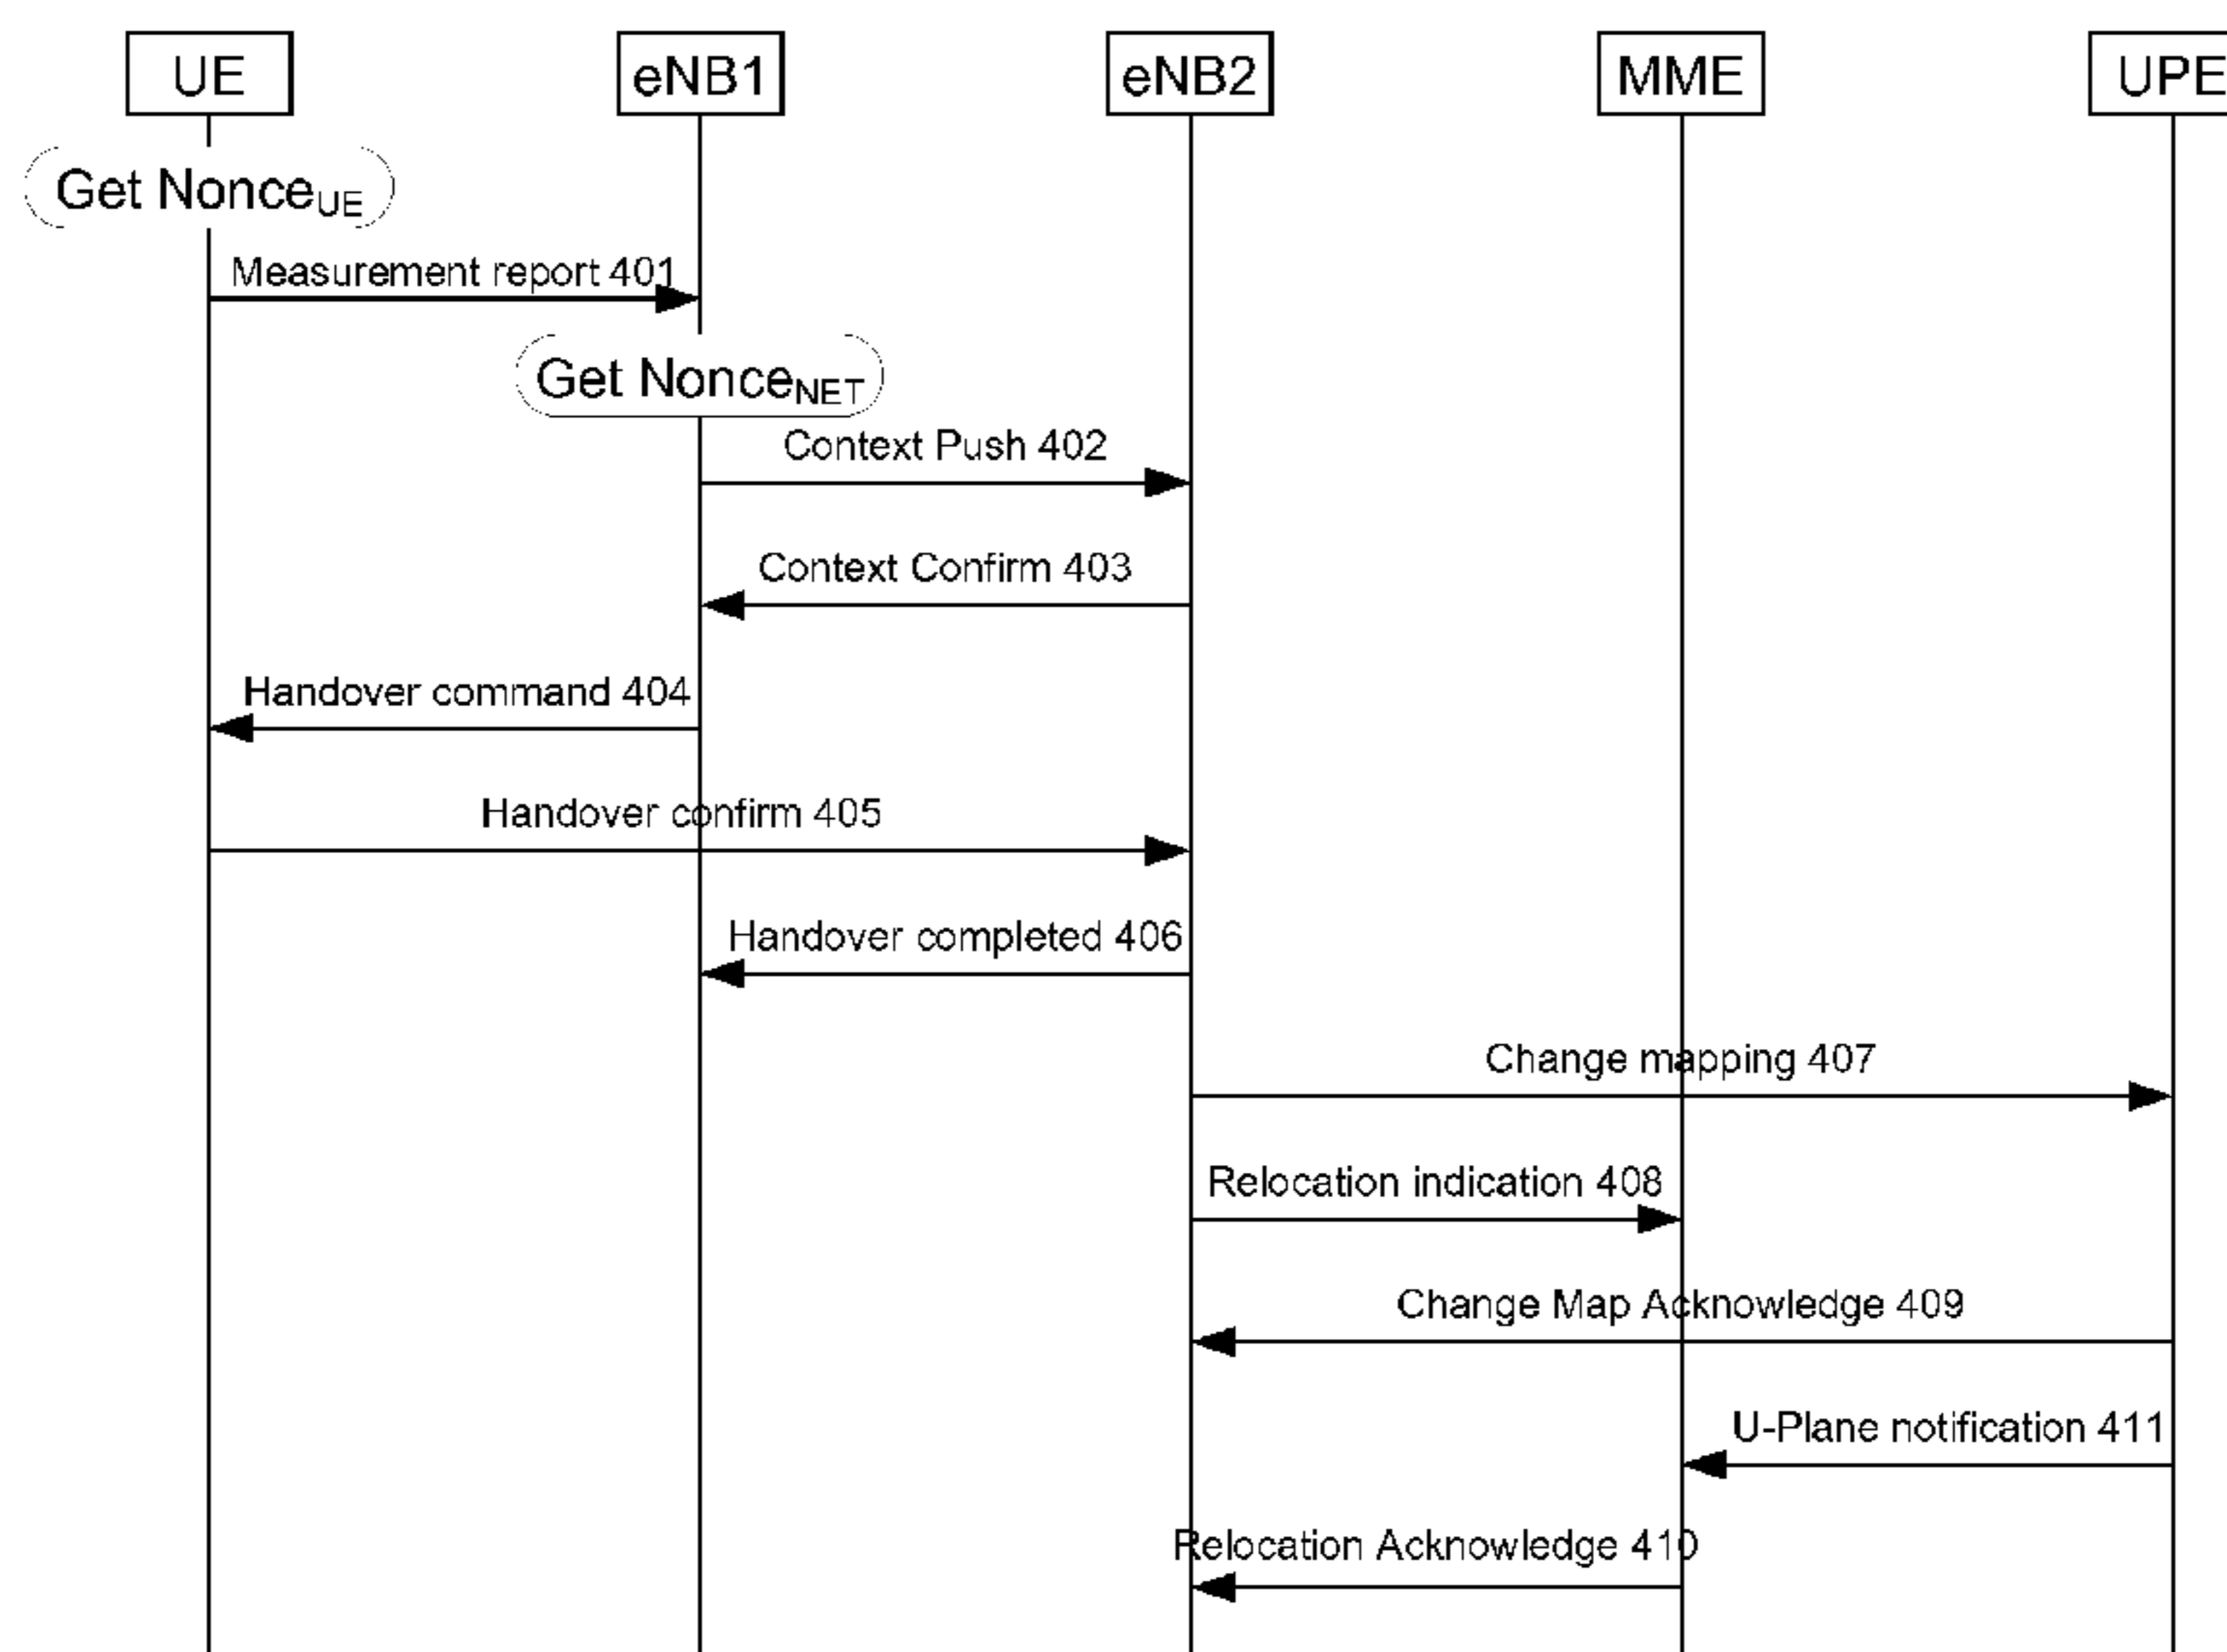 UE
eNB1
eNB2
MME
UPE
Get Nonce_UE
Measurement report 401
Get Nonce_NET
Context Push 402
Context Confirm 403
Handover command 404
Handover confirm 405
Handover completed 406
Change mapping 407
Relocation indication 408
Change Map Acknowledge 409
U-Plane notification 411
Relocation Acknowledge 410